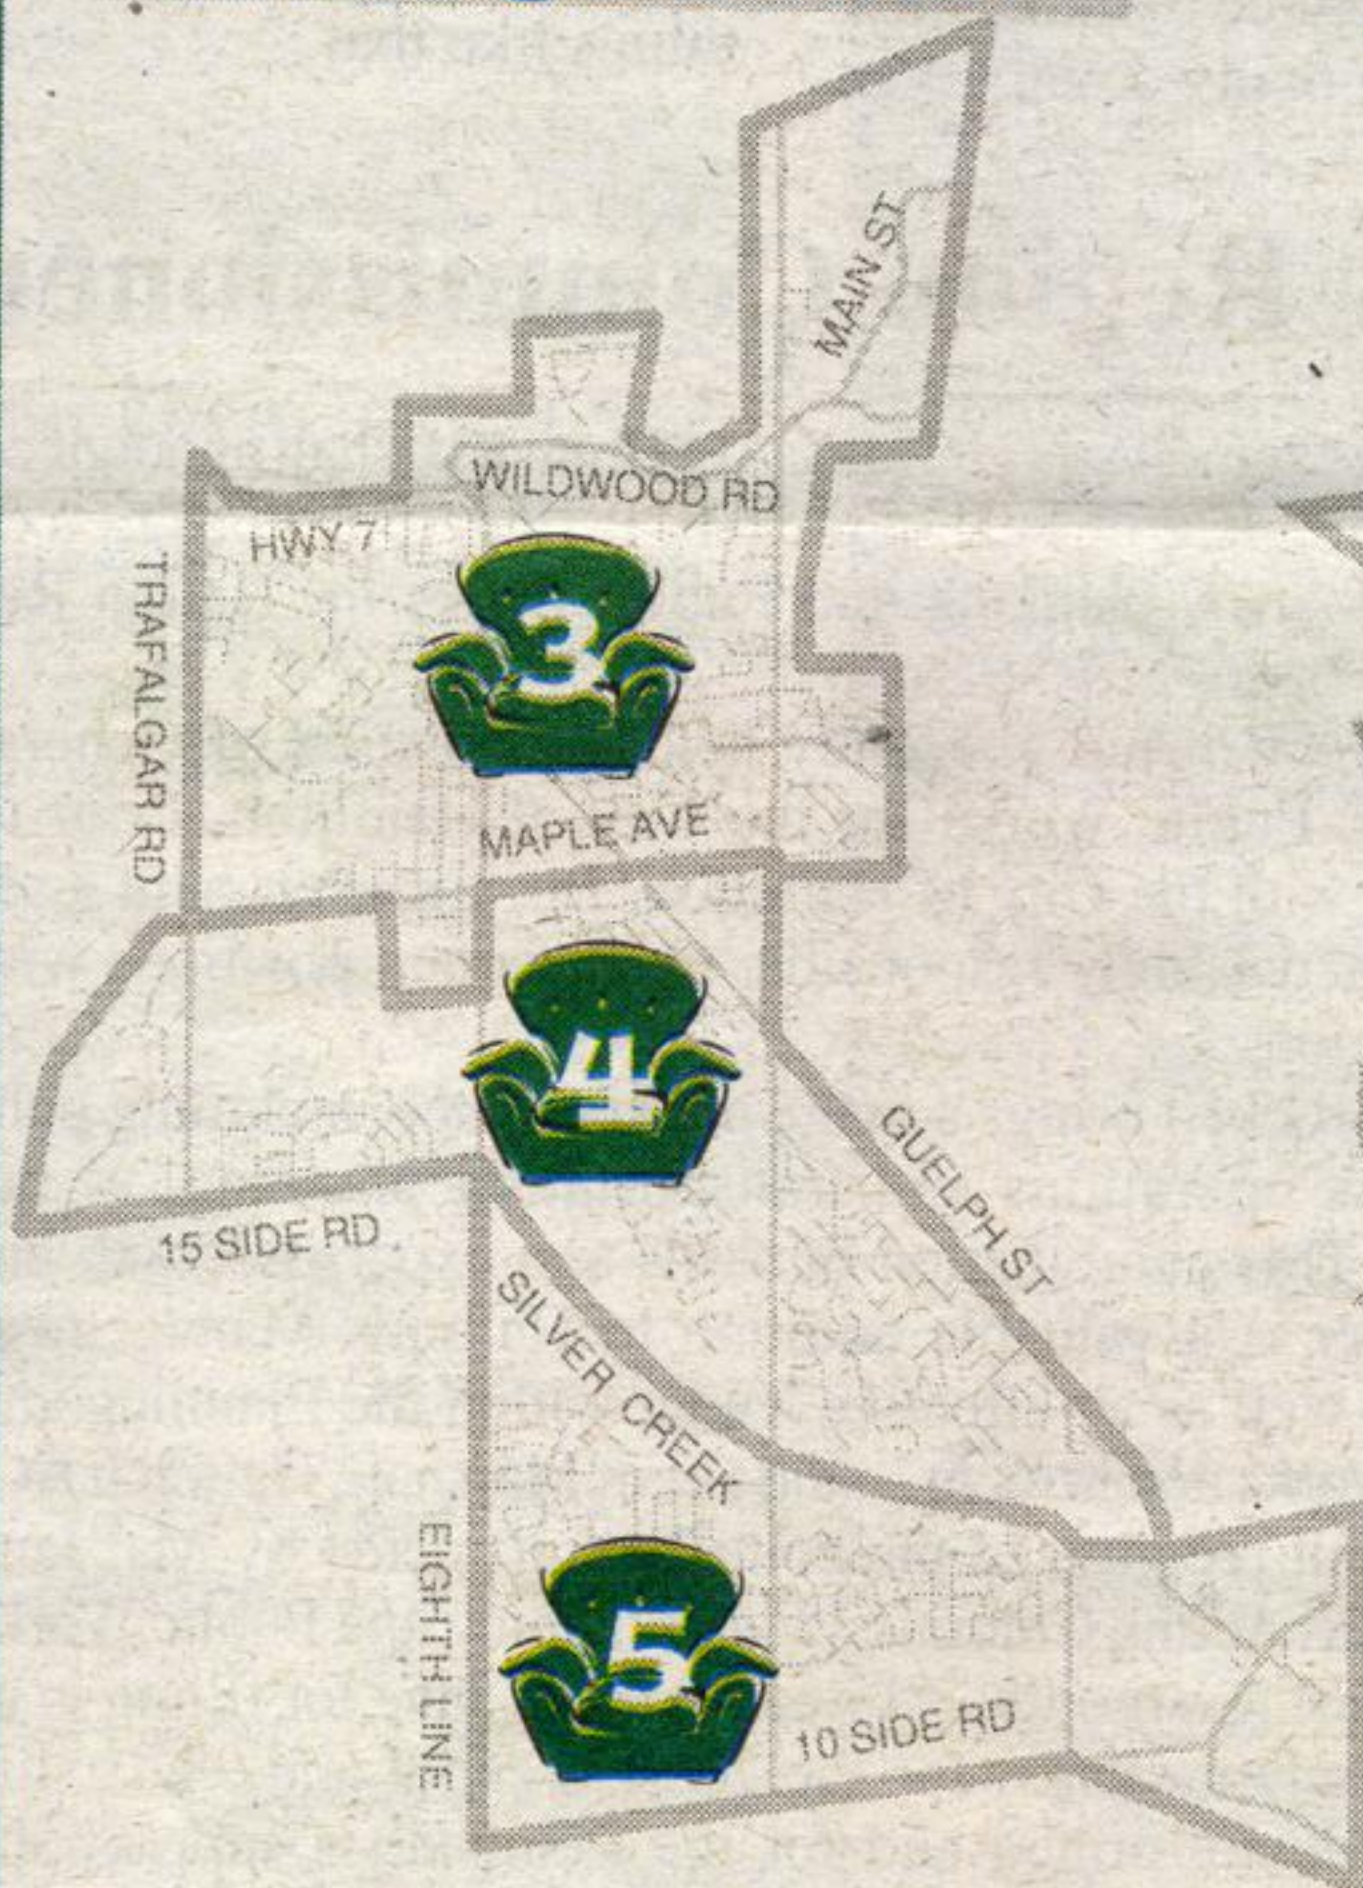 MAIN ST
WILDWOOD RD
HWY 7
TRAFALGAR RD
3
MAPLE AVE
4
GUELPH ST
15 SIDE RD
SILVER CREEK
EIGHTH LINE
5
10 SIDE RD